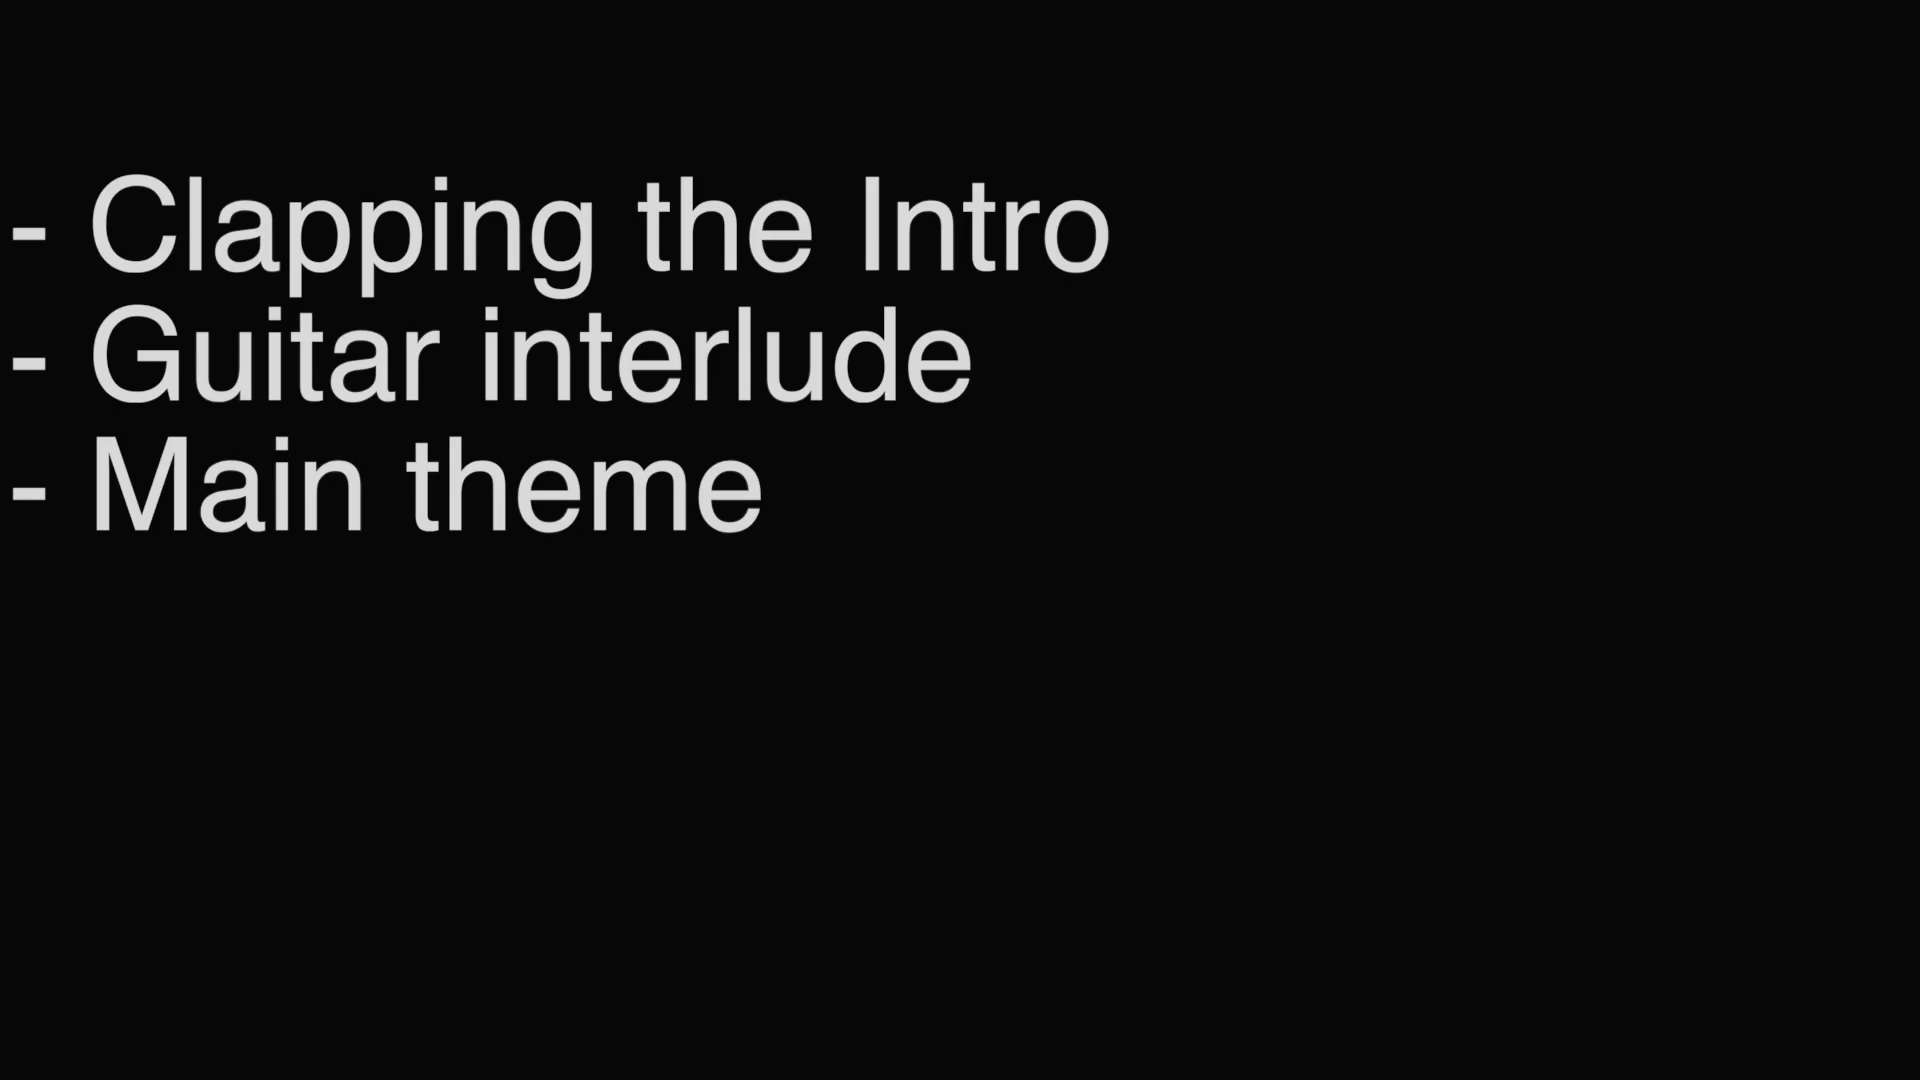 - Clapping the Intro
- Guitar interlude
- Main theme